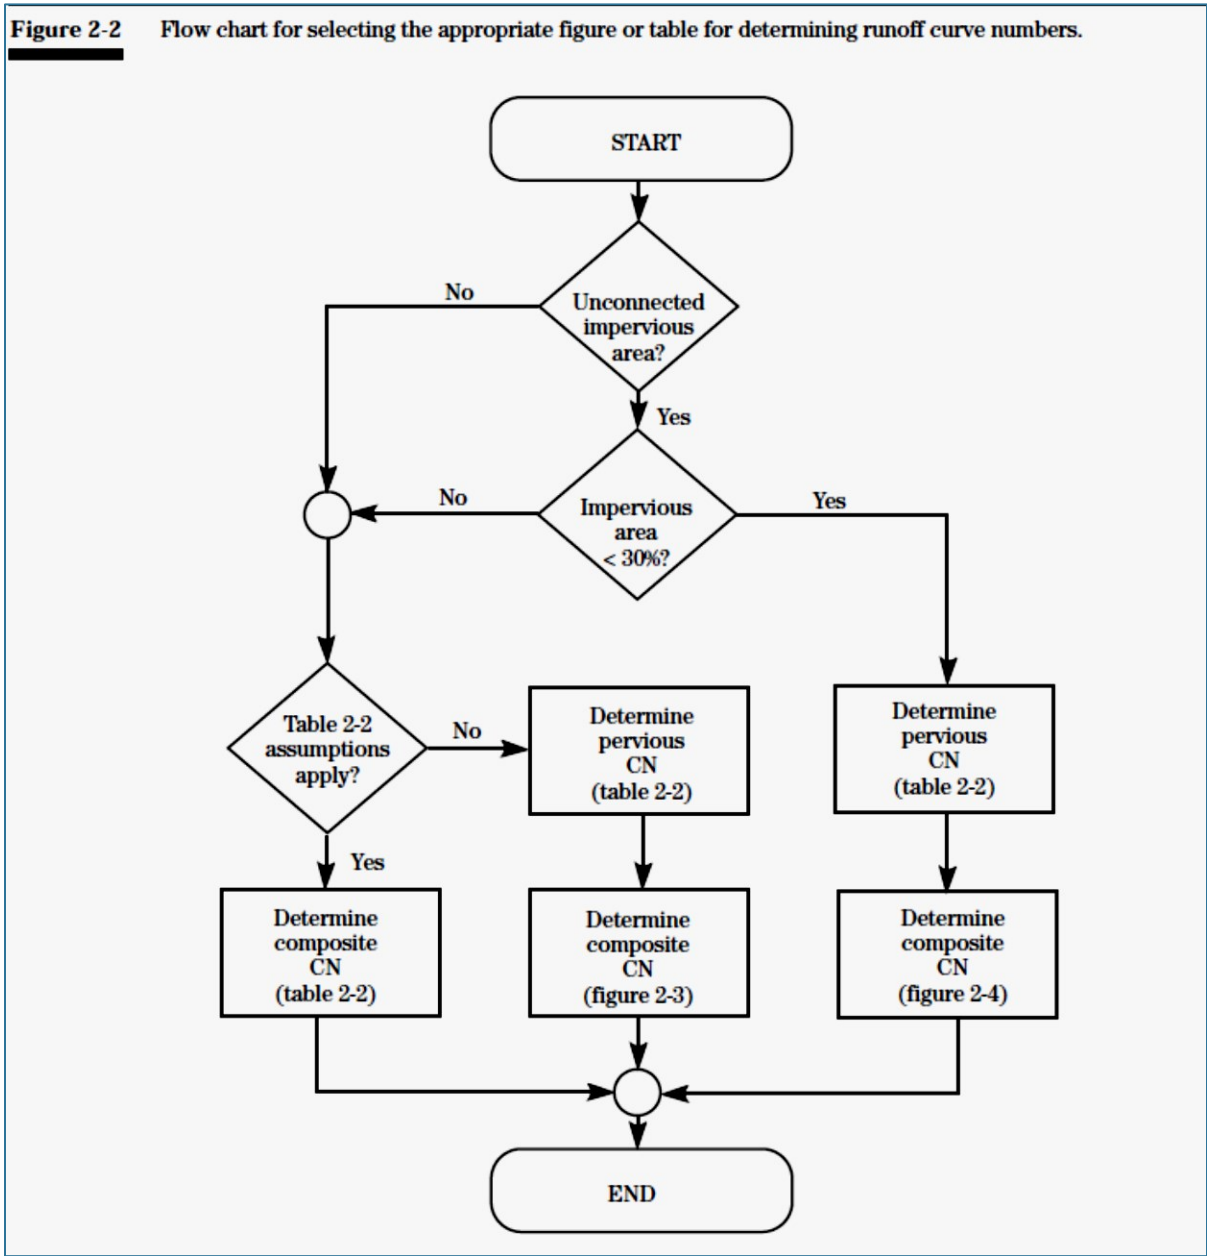 Figure 2-2 Flow chart for selecting the appropriate figure or table for determining runoff curve numbers.
START
No
Unconnected
impervious
area?
Yes
No
Impervious
area
< 30%?
Yes
Table 2-2
assumptions
apply?
No
Determine
pervious
CN
(table 2-2)
Determine
pervious
CN
(table 2-2)
Yes
Determine
composite
CN
(table 2-2)
Determine
composite
CN
(figure 2-3)
Determine
composite
CN
(figure 2-4)
END